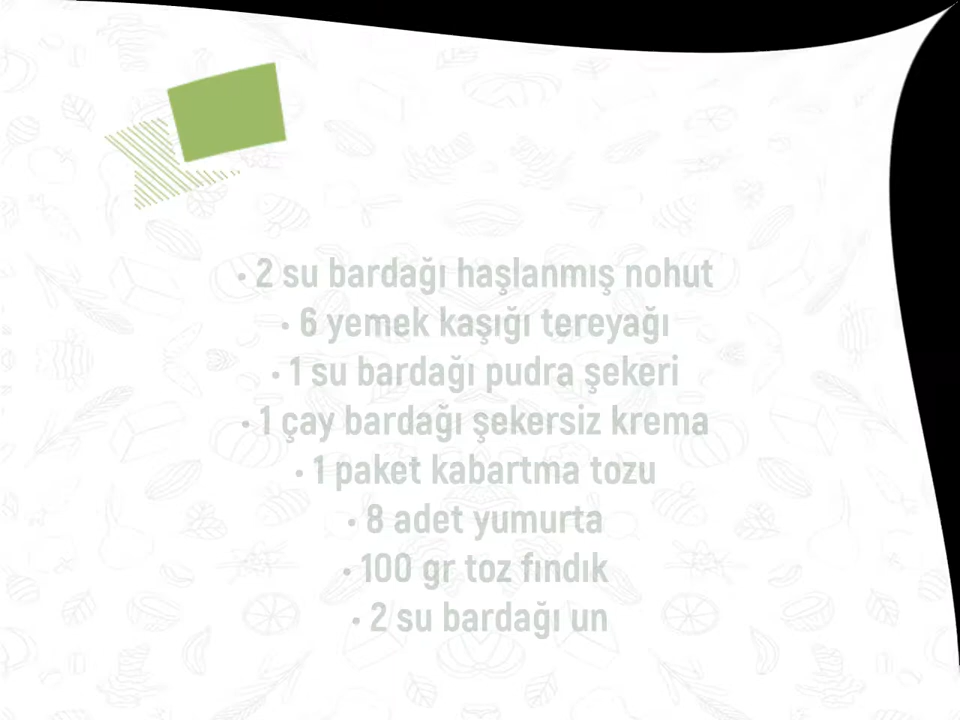 • 2 su bardağı haşlanmış nohut
• 6 yemek kaşığı tereyağı
• 1 su bardağı pudra şekeri
• 1 çay bardağı şekersiz krema
• 1 paket kabartma tozu
• 8 adet yumurta
• 100 gr toz fındık
• 2 su bardağı un